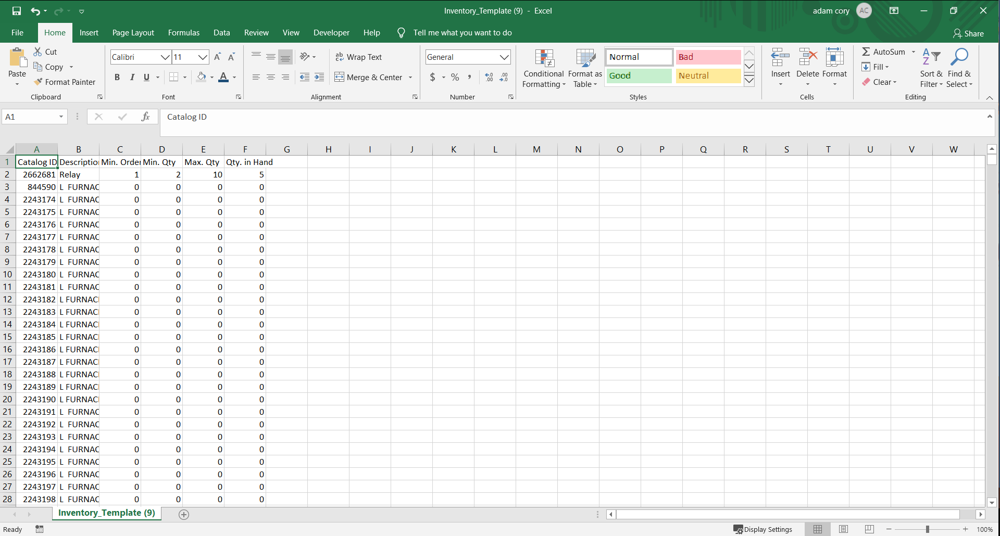 Inventory_Template (9) - Excel
adam cory AC
File Home Insert Page Layout Formulas Data Review View Developer Help Tell me what you want to do Share
Paste
Cut
Copy
Format Painter
Clipboard
Calibri 11 A A
B I U A
Font
ab Wrap Text
Merge & Center
Alignment
General
$ % , .00 .00
Number
Conditional Formatting
Format as Table
Normal Bad
Good Neutral
Styles
Insert Delete Format
Cells
AutoSum
Fill
Clear
Sort & Filter
Find & Select
Editing
A1 fx Catalog ID
A B C D E F G H I J K L M N O P Q R S T U V W
1 Catalog ID Description Min. Order Min. Qty Max. Qty Qty. in Hand
2 2662681 Relay 1 2 10 5
3 844590 L FURNAC 0 0 0 0
4 2243174 L FURNAC 0 0 0 0
5 2243175 L FURNAC 0 0 0 0
6 2243176 L FURNAC 0 0 0 0
7 2243177 L FURNAC 0 0 0 0
8 2243178 L FURNAC 0 0 0 0
9 2243179 L FURNAC 0 0 0 0
10 2243180 L FURNAC 0 0 0 0
11 2243181 L FURNAC 0 0 0 0
12 2243182 L FURNAC 0 0 0 0
13 2243183 L FURNAC 0 0 0 0
14 2243184 L FURNAC 0 0 0 0
15 2243185 L FURNAC 0 0 0 0
16 2243186 L FURNAC 0 0 0 0
17 2243187 L FURNAC 0 0 0 0
18 2243188 L FURNAC 0 0 0 0
19 2243189 L FURNAC 0 0 0 0
20 2243190 L FURNAC 0 0 0 0
21 2243191 L FURNAC 0 0 0 0
22 2243192 L FURNAC 0 0 0 0
23 2243193 L FURNAC 0 0 0 0
24 2243194 L FURNAC 0 0 0 0
25 2243195 L FURNAC 0 0 0 0
26 2243196 L FURNAC 0 0 0 0
27 2243197 L FURNAC 0 0 0 0
28 2243198 L FURNAC 0 0 0 0
Inventory_Template (9)
Ready Display Settings 100%